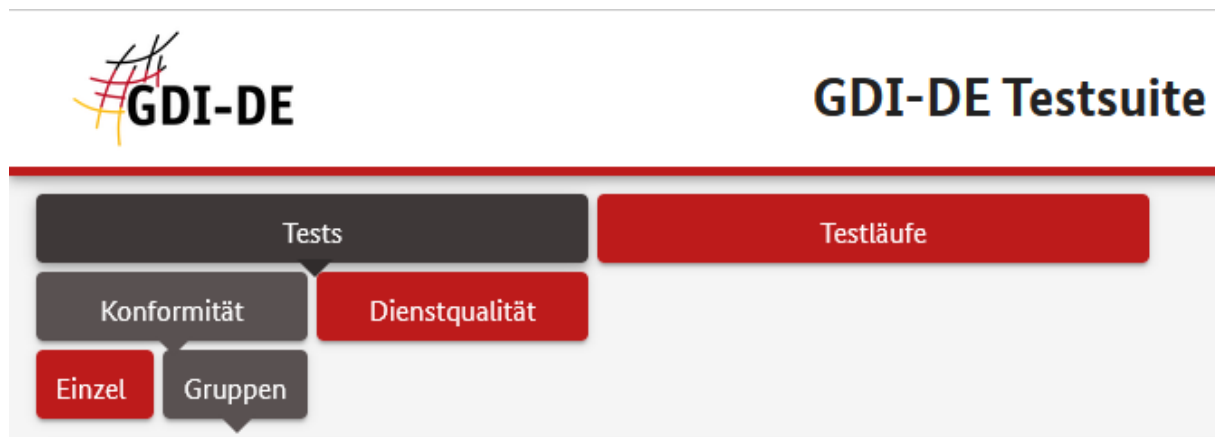 GDI-DE
GDI-DE Testsuite
Tests
Testläufe
Konformität
Dienstqualität
Einzel
Gruppen